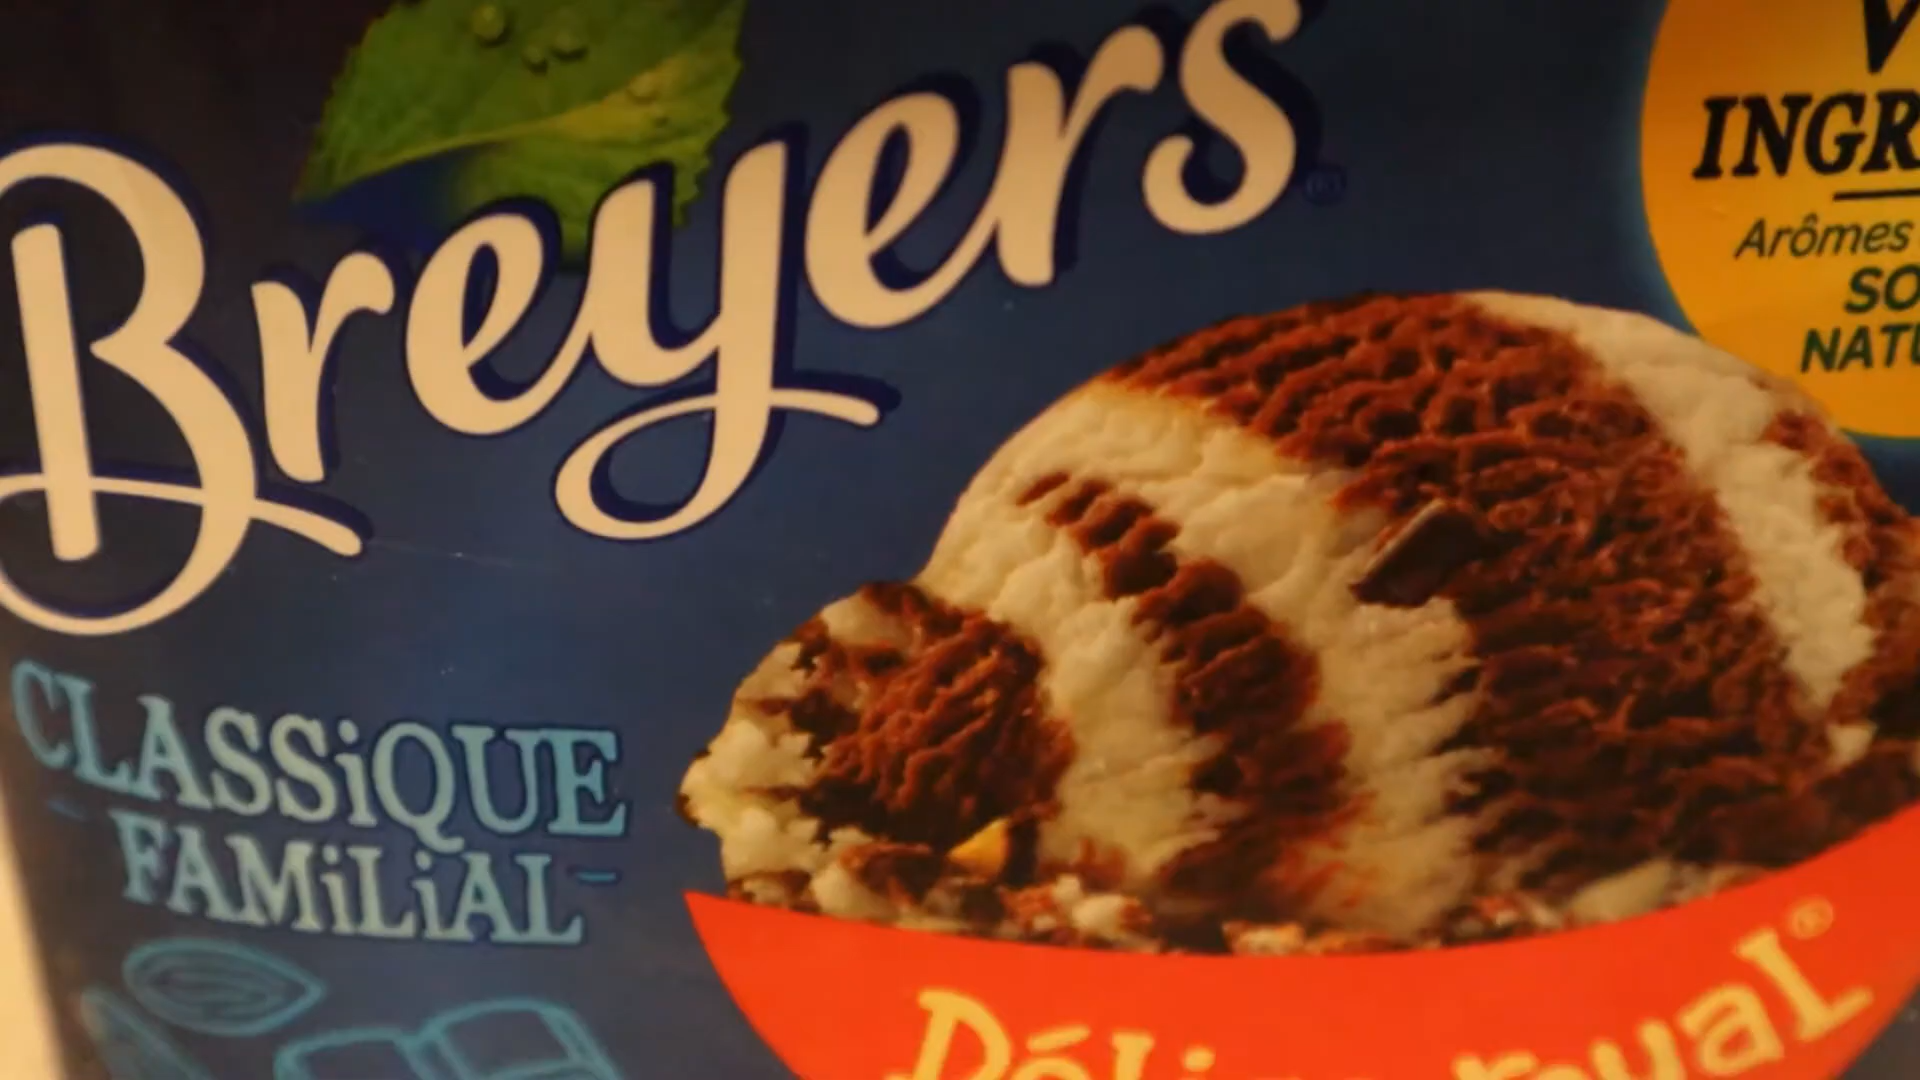 Breyers®
CLASSiQUE
FAMiLiAL
INGR
Arômes
SO
NATU